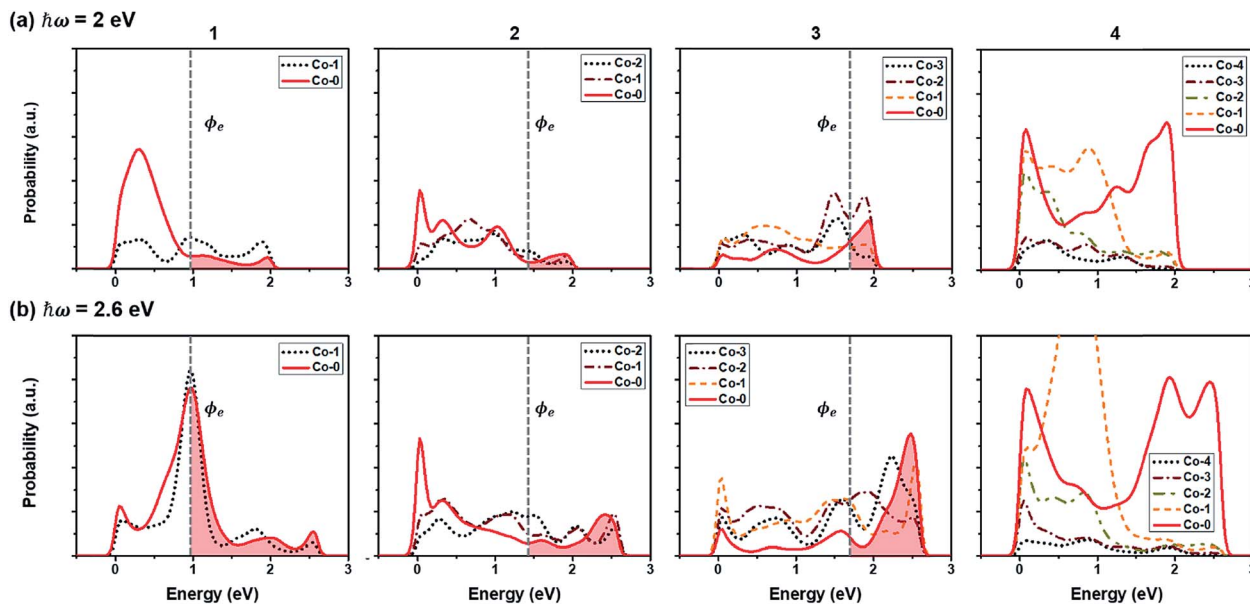 (a) ℏω = 2 eV
1
2
3
4
Probability (a.u.)
Co-1
Co-0
ϕe
0 1 2 3
Co-2
Co-1
Co-0
ϕe
0 1 2 3
Co-3
Co-2
Co-1
Co-0
ϕe
0 1 2 3
Co-4
Co-3
Co-2
Co-1
Co-0
0 1 2 3
(b) ℏω = 2.6 eV
Probability (a.u.)
Co-1
Co-0
ϕe
0 1 2 3
Energy (eV)
Co-2
Co-1
Co-0
ϕe
0 1 2 3
Energy (eV)
Co-3
Co-2
Co-1
Co-0
ϕe
0 1 2 3
Energy (eV)
Co-4
Co-3
Co-2
Co-1
Co-0
0 1 2 3
Energy (eV)